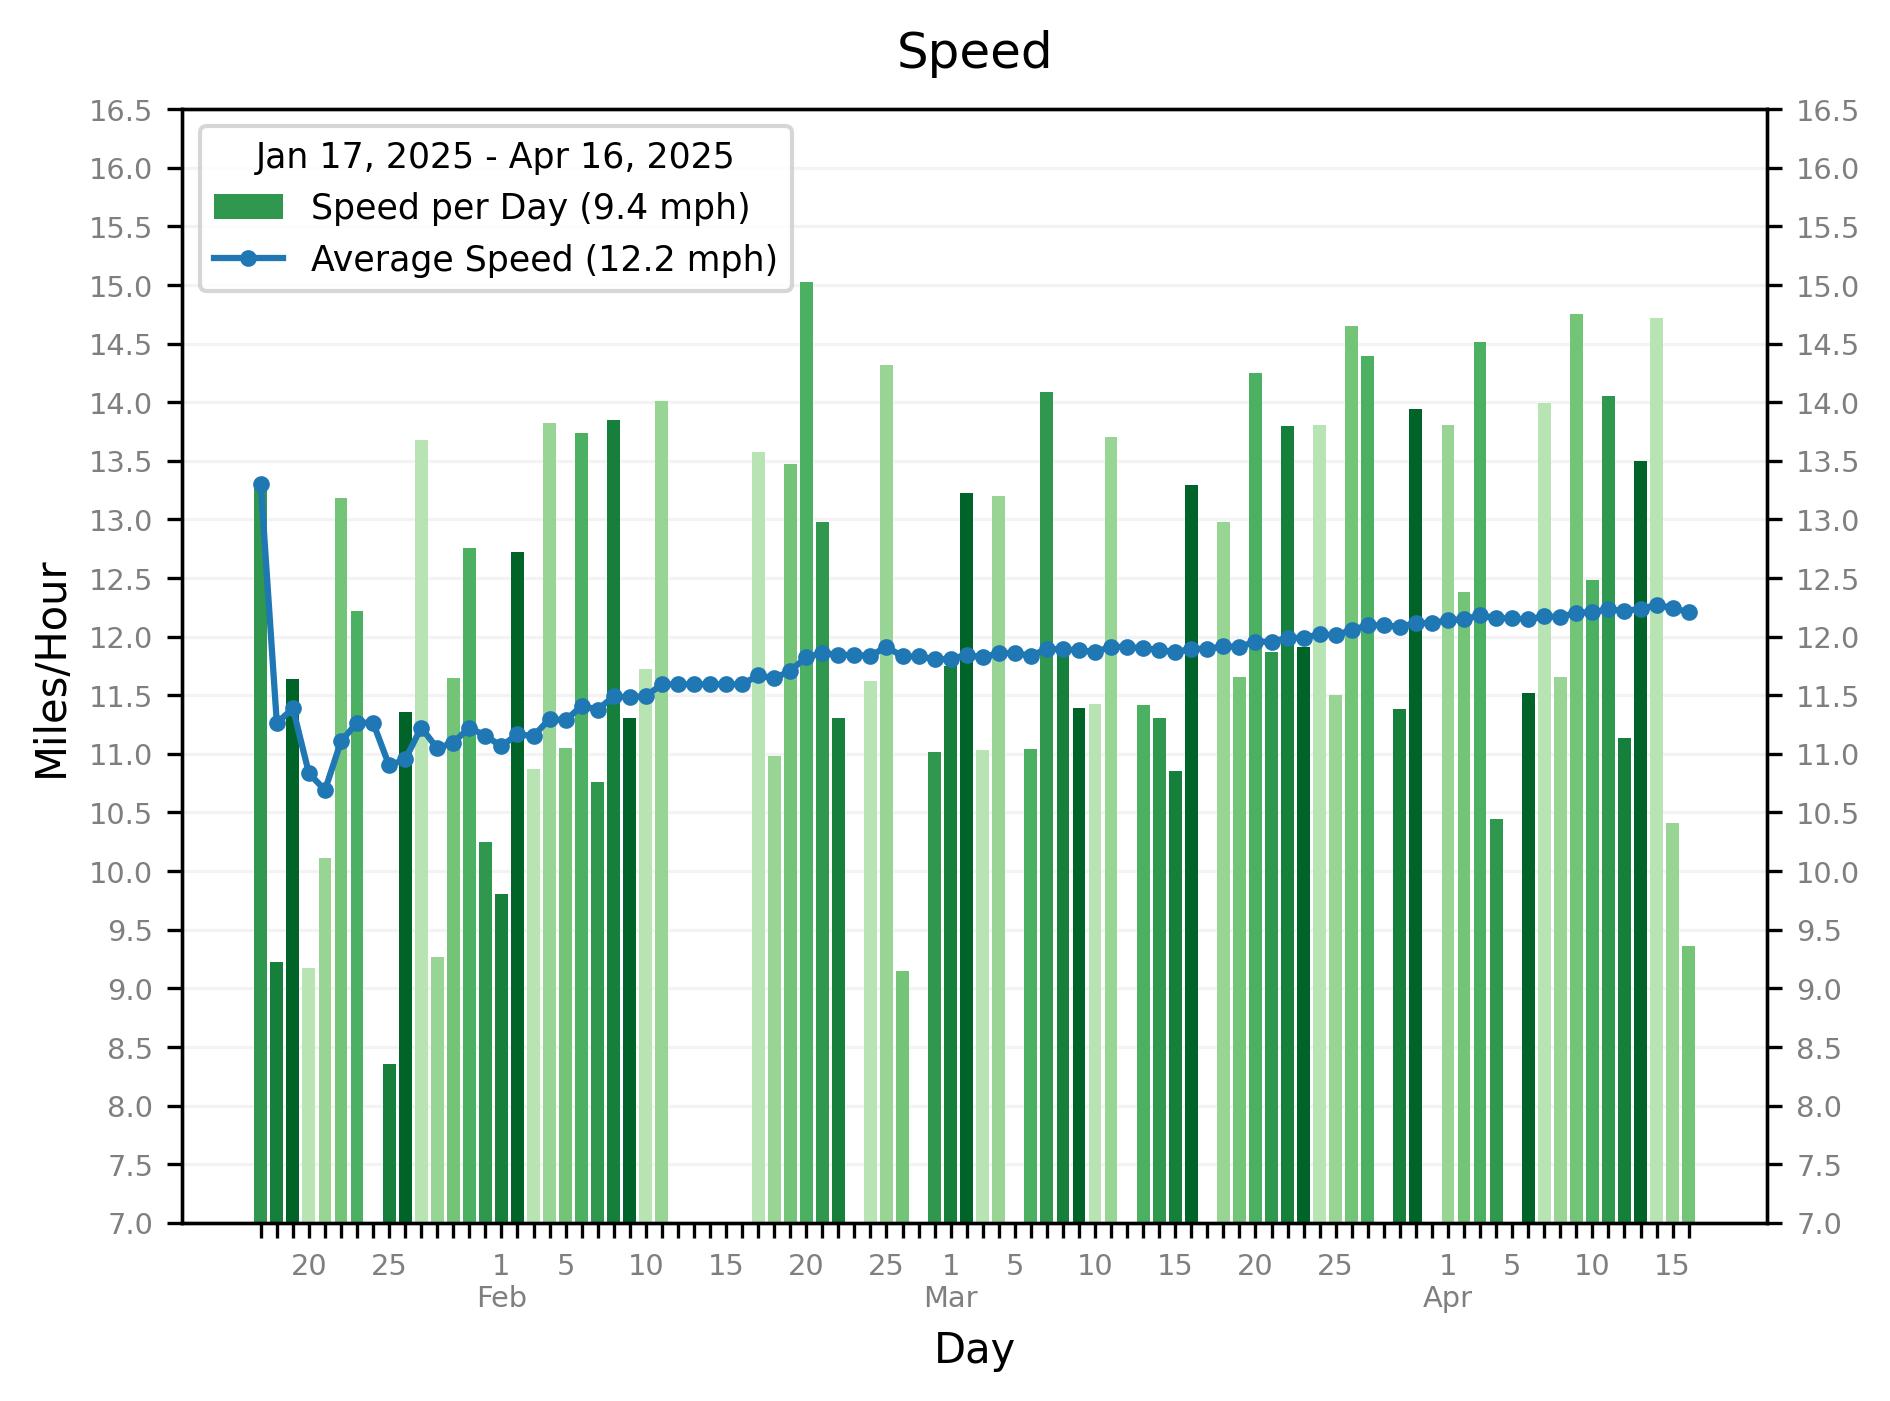 Speed
Jan 17, 2025 - Apr 16, 2025
Speed per Day (9.4 mph)
Average Speed (12.2 mph)
16.5 16.5
16.0 16.0
15.5 15.5
15.0 15.0
14.5 14.5
14.0 14.0
13.5 13.5
13.0 13.0
12.5 12.5
12.0 12.0
11.5 11.5
11.0 11.0
10.5 10.5
10.0 10.0
9.5 9.5
9.0 9.0
8.5 8.5
8.0 8.0
7.5 7.5
7.0 7.0
Miles/Hour
20 25 1 5 10 15 20 25 1 5 10 15 20 25 1 5 10 15
Feb Mar Apr
Day